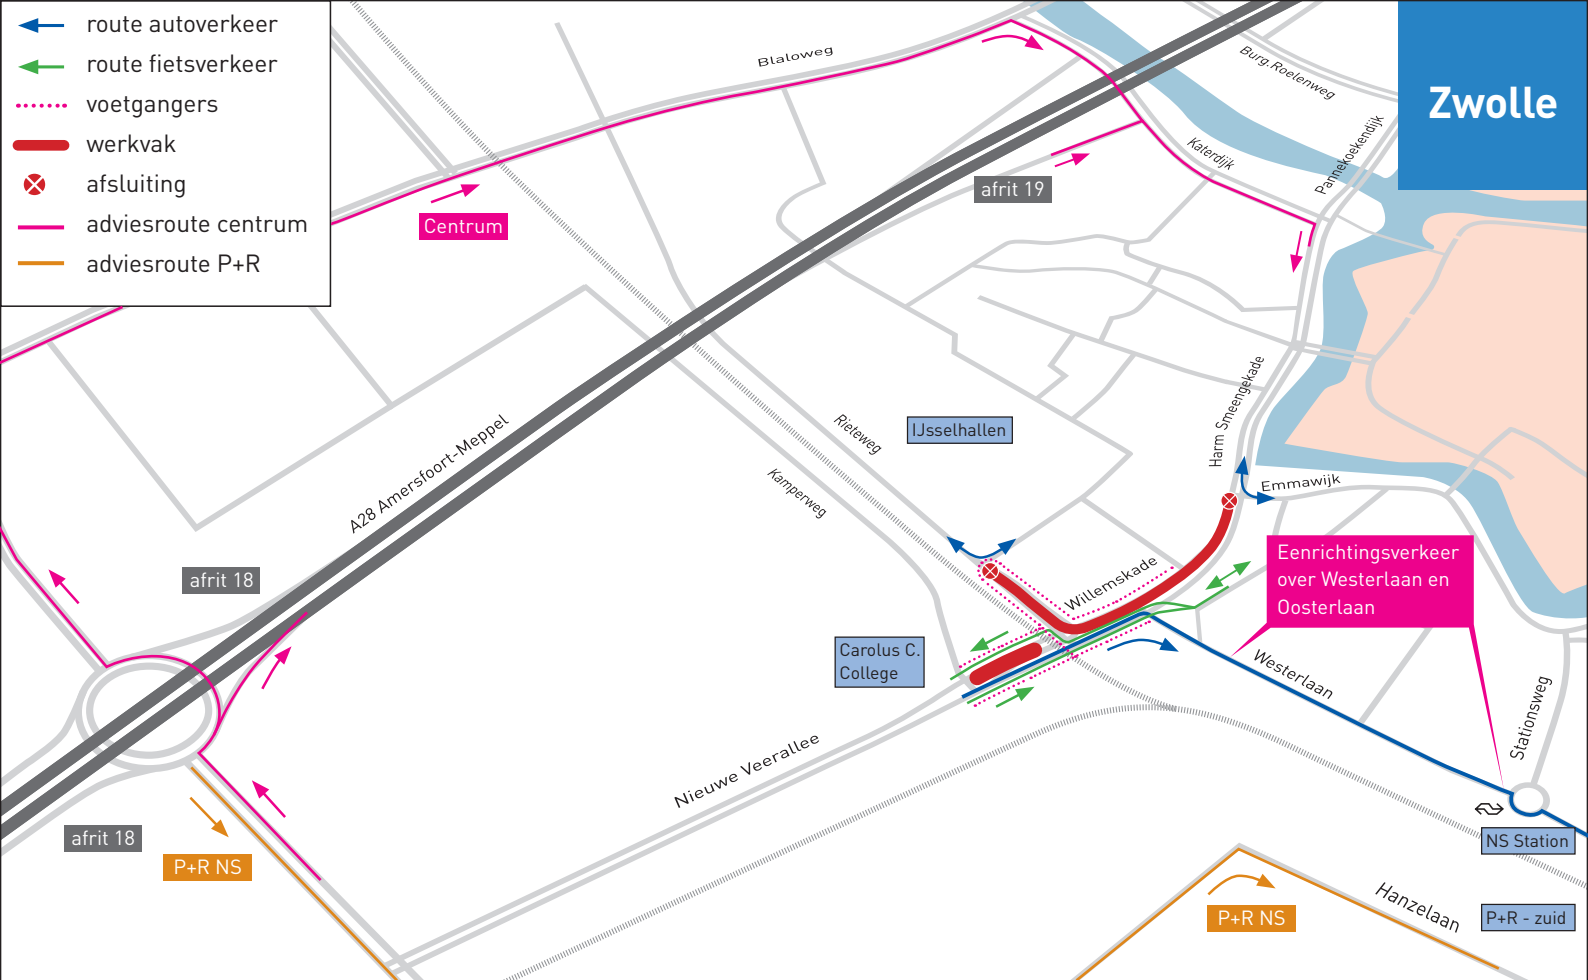 route autoverkeer
route fietsverkeer
voetgangers
werkvak
afsluiting
adviesroute centrum
adviesroute P+R
Zwolle
Blaloweg
Burg.Roelenweg
Pannekoekendijk
Katerdijk
afrit 19
Centrum
Harm Smeengekade
A28 Amersfoort-Meppel
Rieteweg
IJsselhallen
Kamperweg
Emmawijk
Eenrichtingsverkeer
over Westerlaan en
Oosterlaan
afrit 18
Willemskade
Carolus C.
College
Westerlaan
Stationsweg
Nieuwe Veerallee
afrit 18
P+R NS
NS Station
Hanzelaan
P+R NS
P+R - zuid